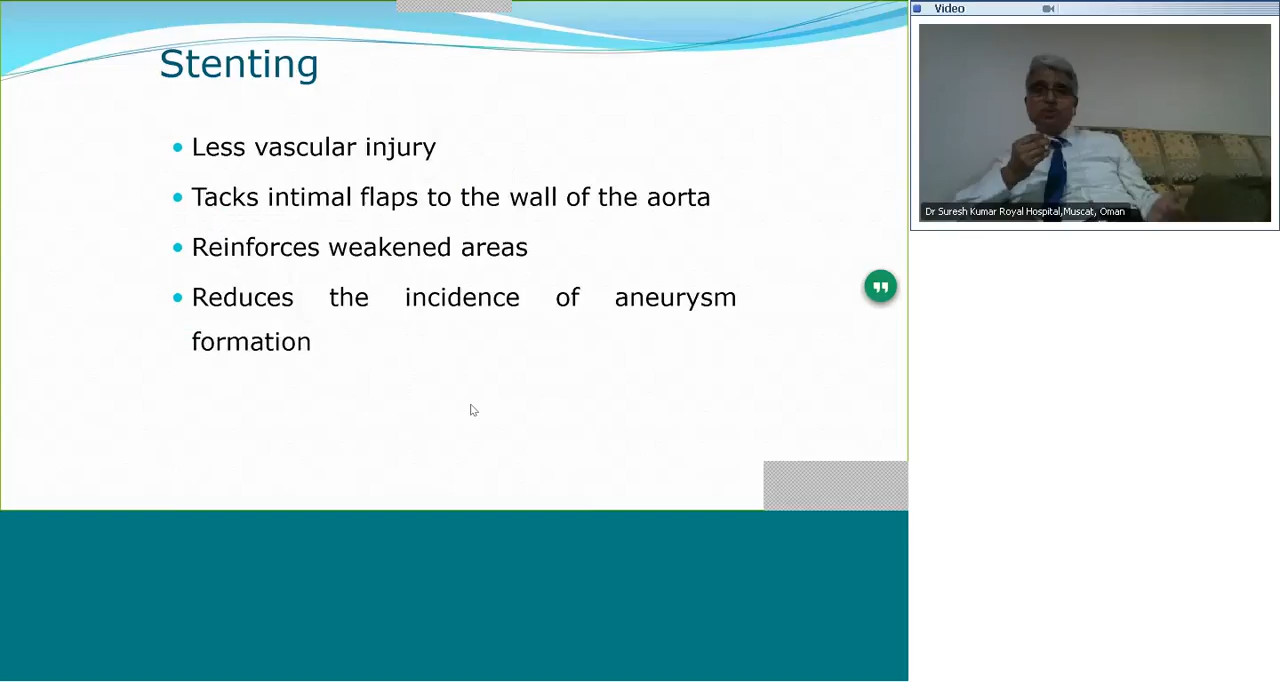 Stenting
Less vascular injury
Tacks intimal flaps to the wall of the aorta
Reinforces weakened areas
Reduces the incidence of aneurysm
formation
Video
Dr Suresh Kumar Royal Hospital,Muscat, Oman